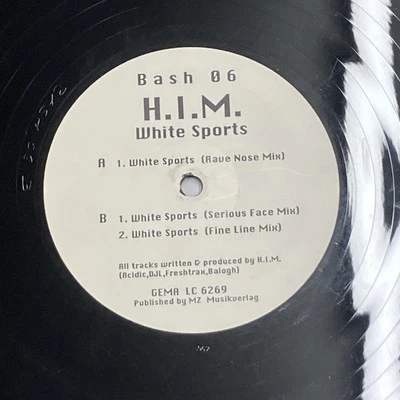 Bash 06
H.I.M.
White Sports
A 1. White Sports (Rave Nose Mix)
B 1. White Sports (Serious Face Mix)
2. White Sports (Fine Line Mix)
All tracks written & produced by H.I.M.
(Acidic,DJL,Freshtrax,Balogh)
GEMA LC 6269
Published by MZ Musikverlag